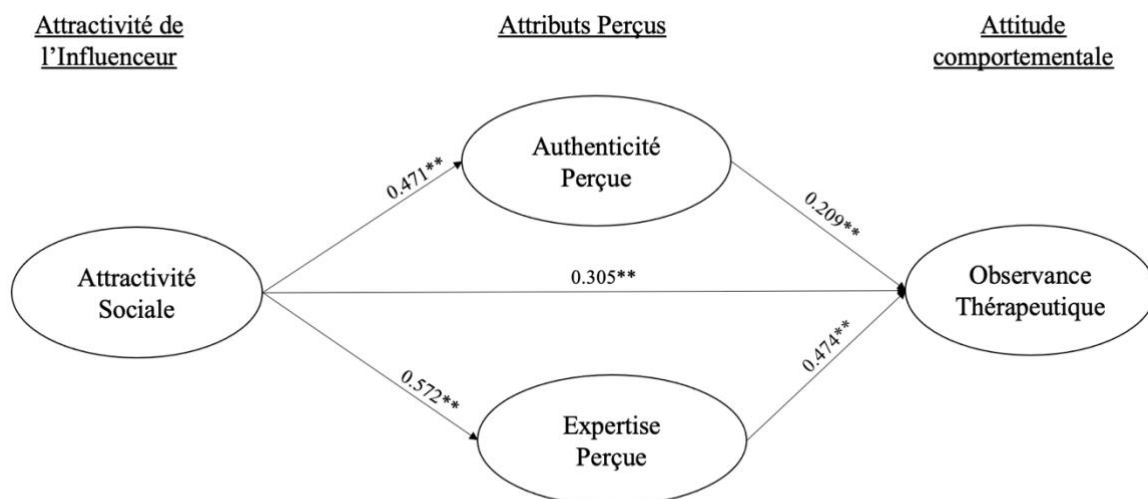 Attractivité de
l'Influenceur
Attributs Perçus
Attitude
comportementale
Authenticité
Perçue
0.471**
0.209**
Attractivité
Sociale
0.305**
Observance
Thérapeutique
0.572**
0.474**
Expertise
Perçue